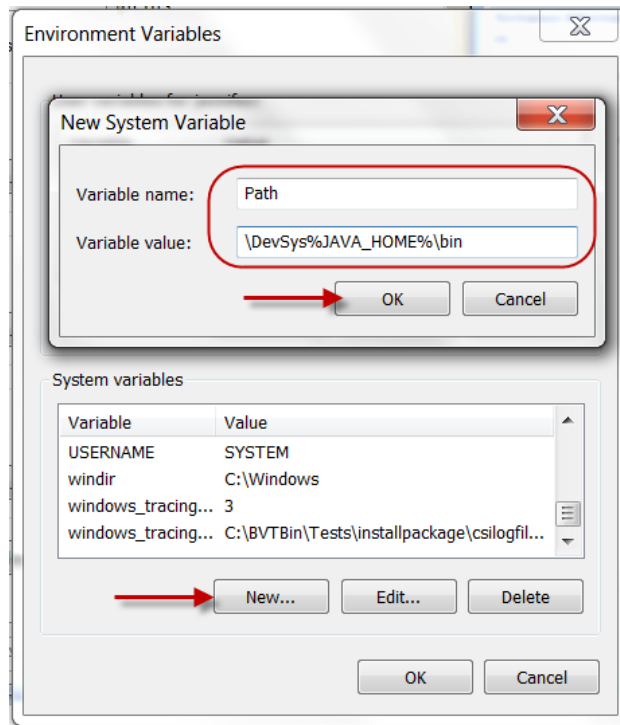 Environment Variables
New System Variable
Variable name: Path
Variable value: \DevSys%JAVA_HOME%\bin
OK Cancel
System variables
Variable Value
USERNAME SYSTEM
windir C:\Windows
windows_tracing... 3
windows_tracing... C:\BVTBin\Tests\installpackage\csilogfil...
New... Edit... Delete
OK Cancel